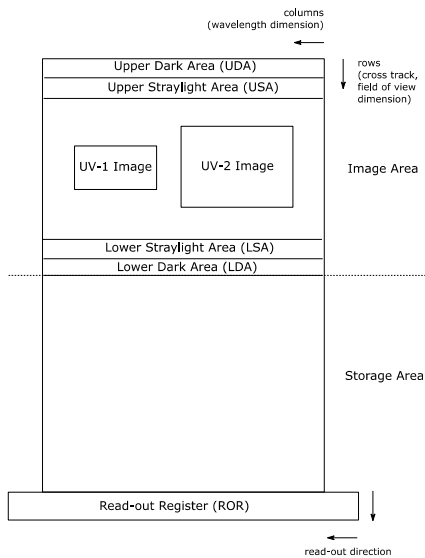 columns
(wavelength dimension)
Upper Dark Area (UDA)
rows
(cross track,
field of view
dimension)
Upper Straylight Area (USA)
UV-1 Image
UV-2 Image
Image Area
Lower Straylight Area (LSA)
Lower Dark Area (LDA)
Storage Area
Read-out Register (ROR)
read-out direction